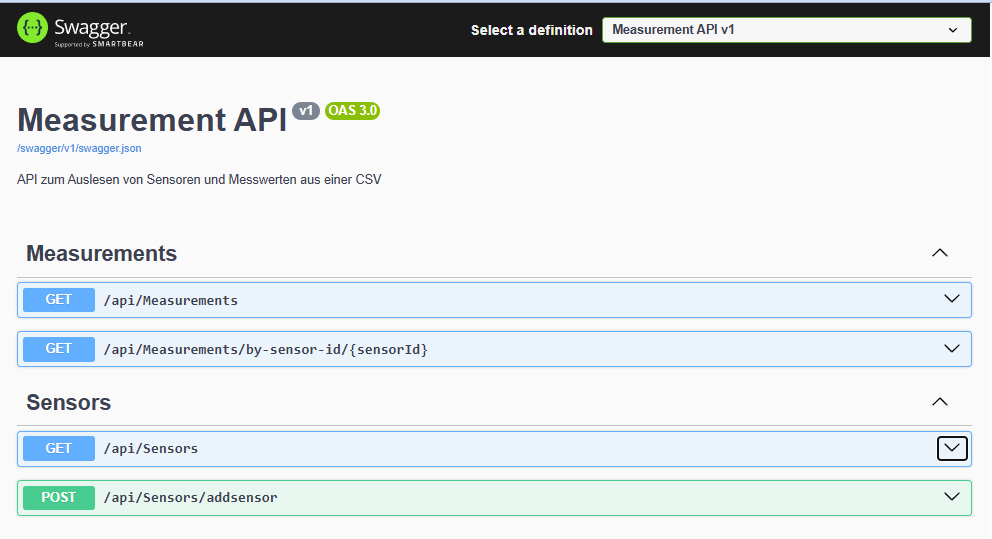 Swagger.
Supported by SMARTBEAR
Select a definition
Measurement API v1
Measurement API v1 OAS 3.0
/swagger/v1/swagger.json
API zum Auslesen von Sensoren und Messwerten aus einer CSV
Measurements
GET /api/Measurements
GET /api/Measurements/by-sensor-id/{sensorId}
Sensors
GET /api/Sensors
POST /api/Sensors/addsensor